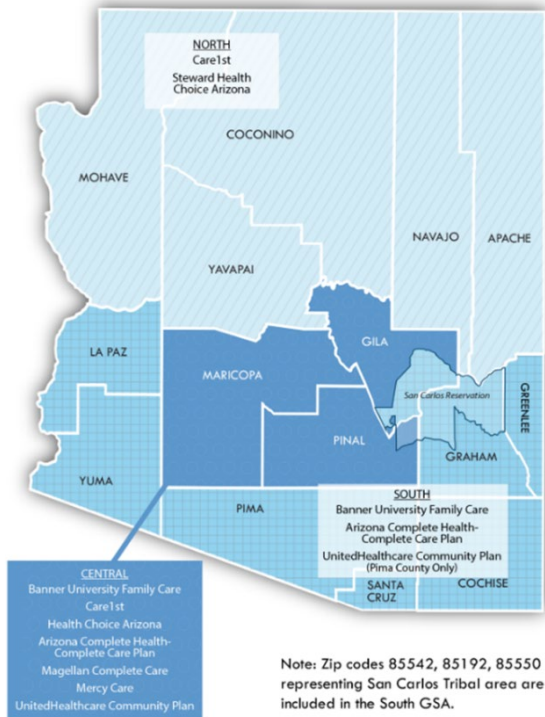 NORTH
Care1st
Steward Health
Choice Arizona
COCONINO
MOHAVE
NAVAJO
APACHE
YAVAPAI
GILA
LA PAZ
MARICOPA
San Carlos Reservation
GREENLEE
PINAL
GRAHAM
YUMA
PIMA
SOUTH
Banner University Family Care
Arizona Complete Health-
Complete Care Plan
UnitedHealthcare Community Plan
(Pima County Only)
SANTA
CRUZ
COCHISE
CENTRAL
Banner University Family Care
Care1st
Health Choice Arizona
Arizona Complete Health-
Complete Care Plan
Magellan Complete Care
Mercy Care
UnitedHealthcare Community Plan
Note: Zip codes 85542, 85192, 85550
representing San Carlos Tribal area are
included in the South GSA.